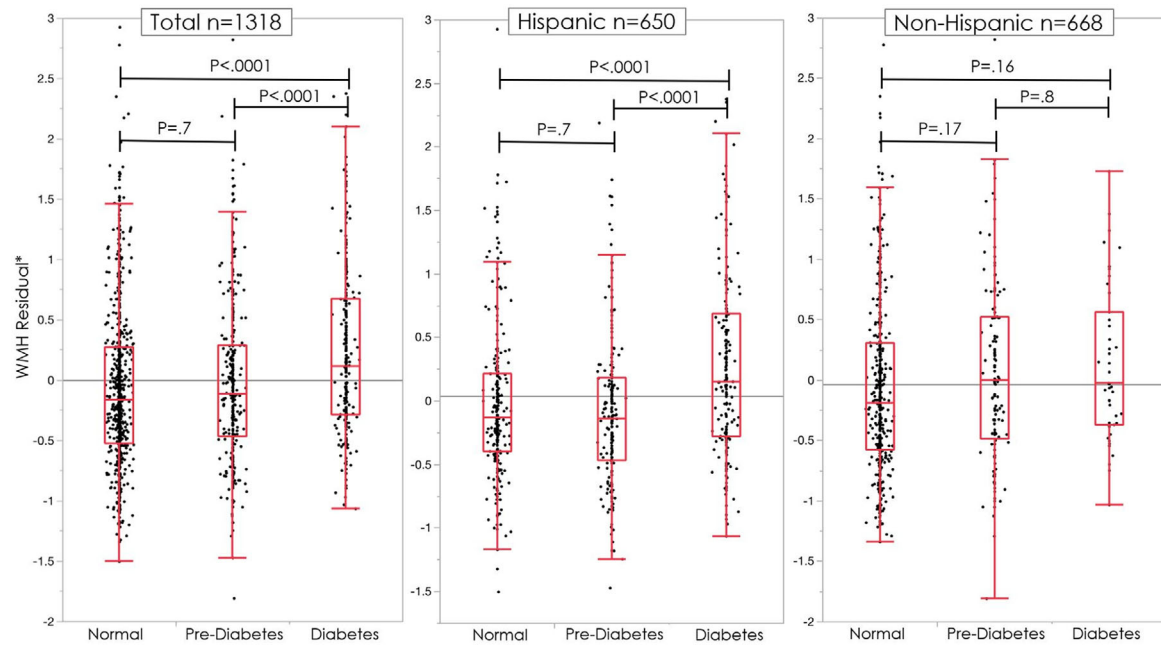 Total n=1318
Hispanic n=650
Non-Hispanic n=668
WMH Residual*
3
2.5
2
1.5
1
0.5
0
-0.5
-1
-1.5
-2
P<.0001
P<.0001
P=.7
Normal
Pre-Diabetes
Diabetes
3
2.5
2
1.5
1
0.5
0
-0.5
-1
-1.5
P<.0001
P<.0001
P=.7
Normal
Pre-Diabetes
Diabetes
3
2.5
2
1.5
1
0.5
0
-0.5
-1
-1.5
-2
P=.16
P=.8
P=.17
Normal
Pre-Diabetes
Diabetes